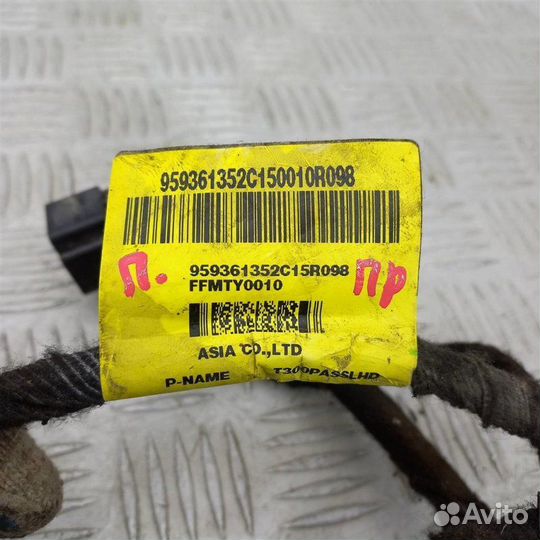 959361352C150010R098
П. 959361352C15R098 ПР
FFMTY0010
ASIA CO.,LTD
P-NAME T300PASSLHD
Avito